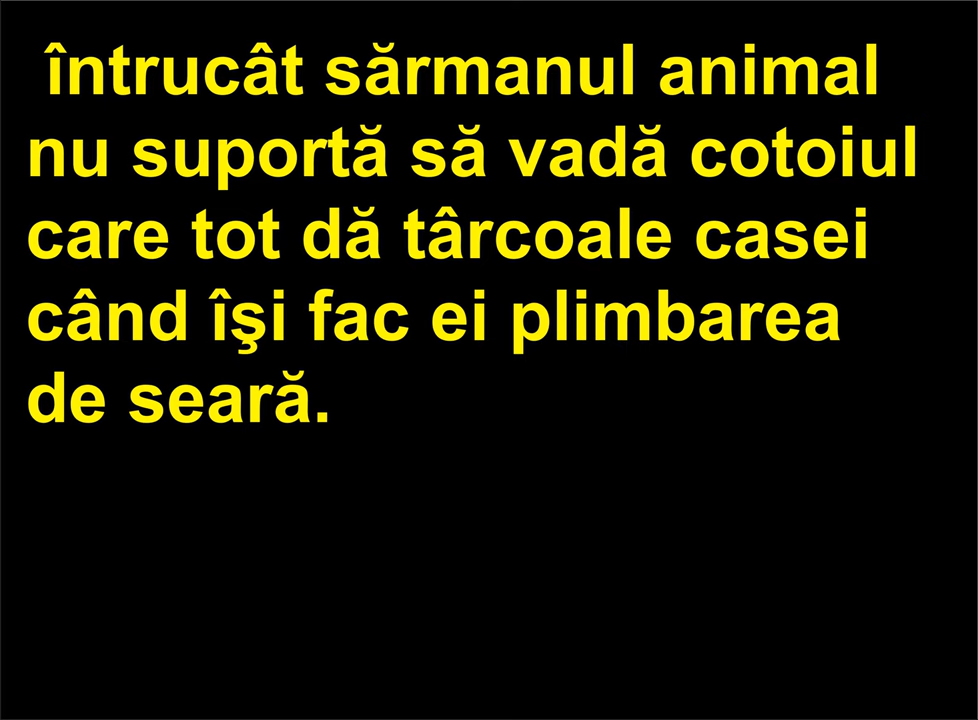 întrucât sărmanul animal
nu suportă să vadă cotoiul
care tot dă târcoale casei
când îşi fac ei plimbarea
de seară.